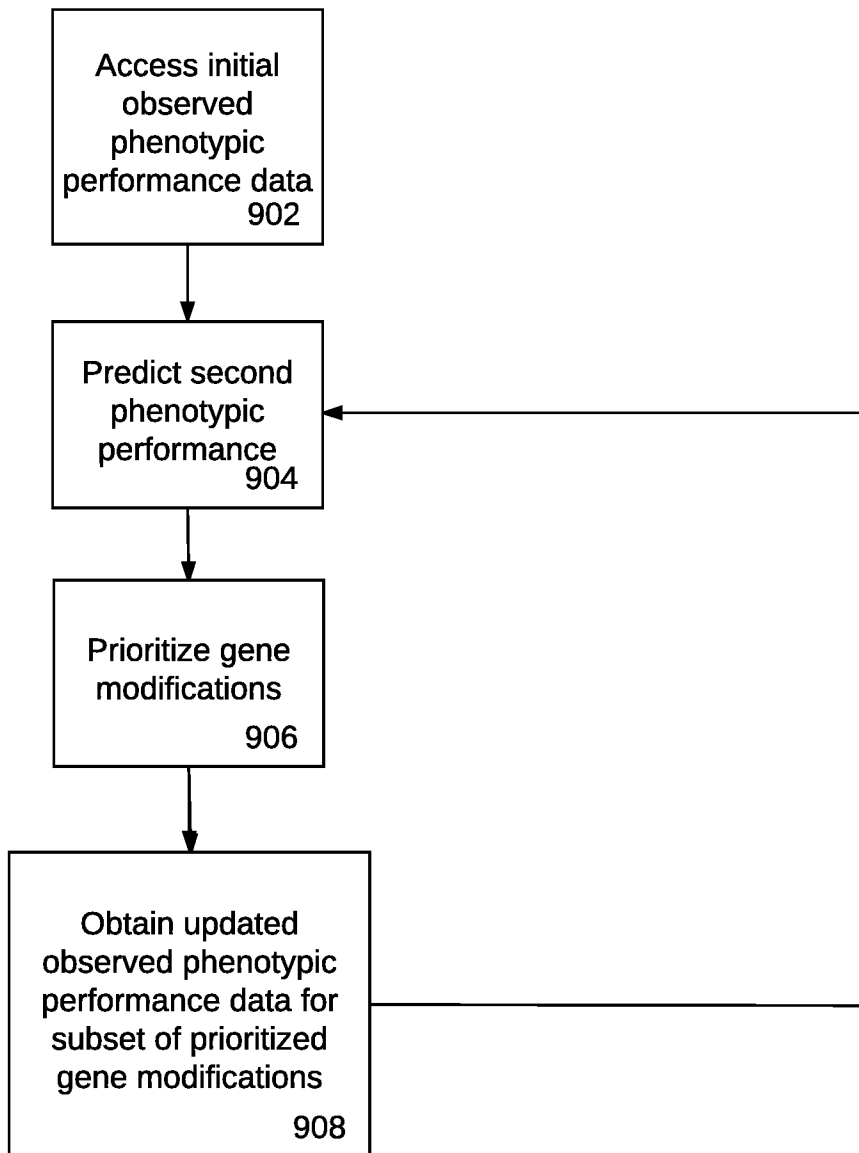 Access initial
observed
phenotypic
performance data
902
Predict second
phenotypic
performance
904
Prioritize gene
modifications
906
Obtain updated
observed phenotypic
performance data for
subset of prioritized
gene modifications
908